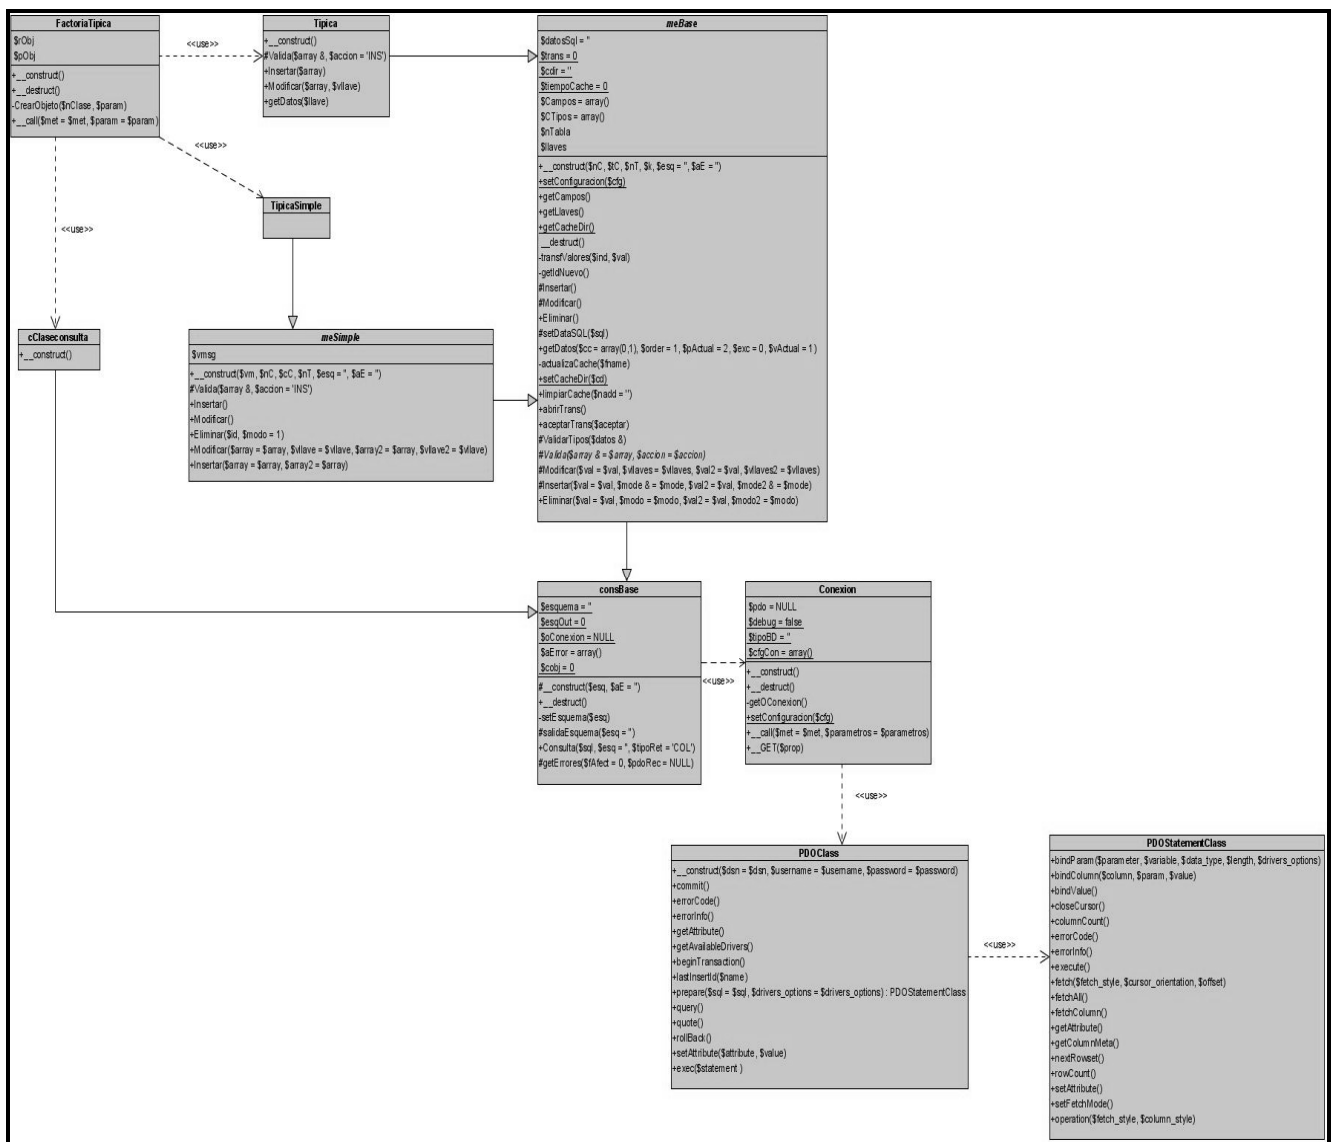 FactoriaTipica
$rObj
$pObj
+__construct()
+__destruct()
-CrearObjeto($nClase, $param)
+__call($met = $met, $param = $param)
<<use>>
Tipica
+__construct()
#Valida($array &, $accion = 'INS')
+Insertar($array)
+Modificar($array, $vllave)
+getDatos($llave)
<<use>>
<<use>>
TipicaSimple
cClaseconsulta
+__construct()
meSimple
$vmsg
+__construct($vm, $nC, $cC, $nT, $esq = '', $aE = '')
#Valida($array &, $accion = 'INS')
+Insertar()
+Modificar()
+Eliminar($id, $modo = 1)
+Modificar($array = $array, $vllave = $vllave, $array2 = $array, $vllave2 = $vllave)
+Insertar($array = $array, $array2 = $array)
meBase
$datosSql = ''
$trans = 0
$cdir = ''
$tiempoCache = 0
$Campos = array()
$CTipos = array()
$nTabla
$llaves
+__construct($nC, $tC, $nT, $k, $esq = '', $aE = '')
+setConfiguracion($cfg)
+getCampos()
+getLlaves()
+getCacheDir()
__destruct()
-transfValores($ind, $val)
-getIdNuevo()
#Insertar()
#Modificar()
+Eliminar()
#setDataSQL($sql)
+getDatos($cc = array(0,1), $order = 1, $pActual = 2, $exc = 0, $vActual = 1)
-actualizaCache($fname)
+setCacheDir($cd)
+limpiarCache($nadd = '')
+abrirTrans()
+aceptarTrans($aceptar)
#ValidarTipos($datos &)
#Valida($array & = $array, $accion = $accion)
#Modificar($val = $val, $vllaves = $vllaves, $val2 = $val, $vllaves2 = $vllaves)
#Insertar($val = $val, $mode & = $mode, $val2 = $val, $mode2 & = $mode)
+Eliminar($val = $val, $modo = $modo, $val2 = $val, $modo2 = $modo)
consBase
$esquema = ''
$esqOut = 0
$oConexion = NULL
$aError = array()
$cobj = 0
#__construct($esq, $aE = '')
+__destruct()
-setEsquema($esq)
#salidaEsquema($esq = '')
+Consulta($sql, $esq = '', $tipoRet = 'COL')
#getErrores($fAfect = 0, $pdoRec = NULL)
<<use>>
Conexion
$pdo = NULL
$debug = false
$tipoBD = ''
$cfgCon = array()
+__construct()
+__destruct()
-getOConexion()
+setConfiguracion($cfg)
+__call($met = $met, $parametros = $parametros)
+__GET($prop)
<<use>>
PDOClass
+__construct($dsn = $dsn, $username = $username, $password = $password)
+commit()
+errorCode()
+errorInfo()
+getAttribute()
+getAvailableDrivers()
+beginTransaction()
+lastInsertId($name)
+prepare($sql = $sql, $drivers_options = $drivers_options) : PDOStatementClass
+query()
+quote()
+rollBack()
+setAttribute($attribute, $value)
+exec($statement )
<<use>>
PDOStatementClass
+bindParam($parameter, $variable, $data_type, $length, $drivers_options)
+bindColumn($column, $param, $value)
+bindValue()
+closeCursor()
+columnCount()
+errorCode()
+errorInfo()
+execute()
+fetch($fetch_style, $cursor_orientation, $offset)
+fetchAll()
+fetchColumn()
+getAttribute()
+getColumnMeta()
+nextRowset()
+rowCount()
+setAttribute()
+setFetchMode()
+operation($fetch_style, $column_style)